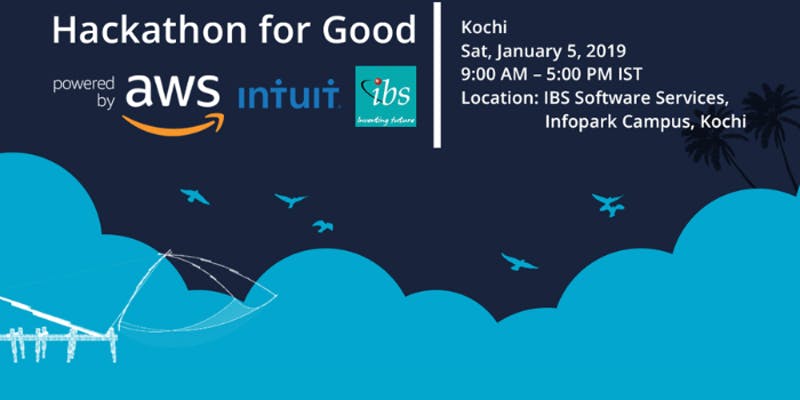 Hackathon for Good
powered
by
aws
intuit
ibs
Inventing future
Kochi
Sat, January 5, 2019
9:00 AM – 5:00 PM IST
Location: IBS Software Services,
Infopark Campus, Kochi